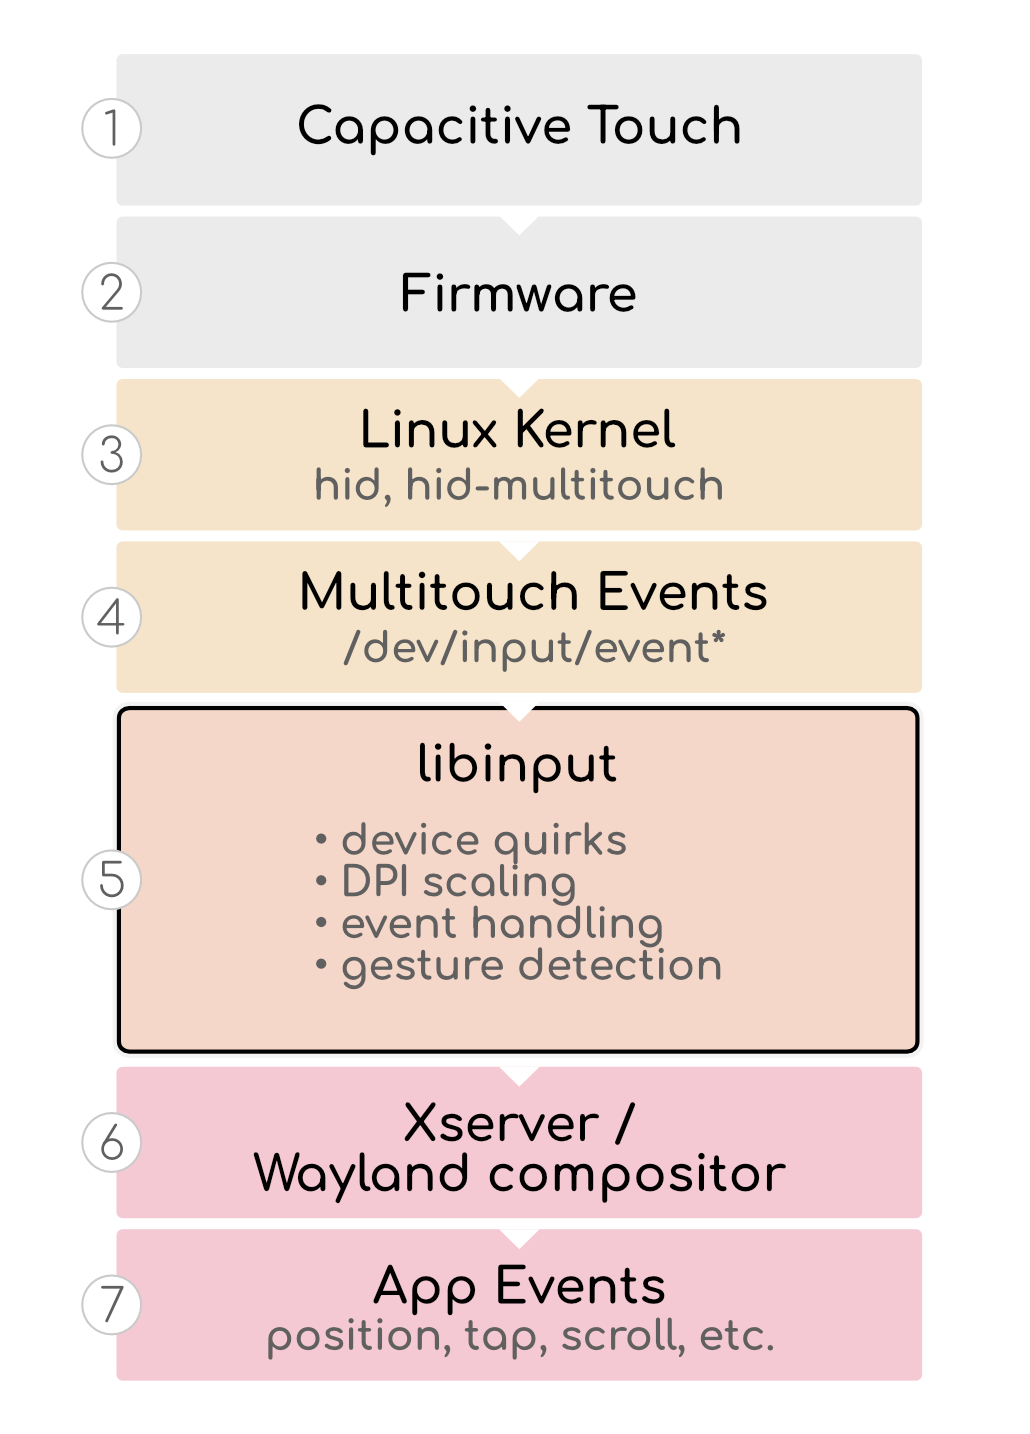 1
Capacitive Touch
2
Firmware
3
Linux Kernel
hid, hid-multitouch
4
Multitouch Events
/dev/input/event*
5
libinput
• device quirks
• DPI scaling
• event handling
• gesture detection
6
Xserver /
Wayland compositor
7
App Events
position, tap, scroll, etc.